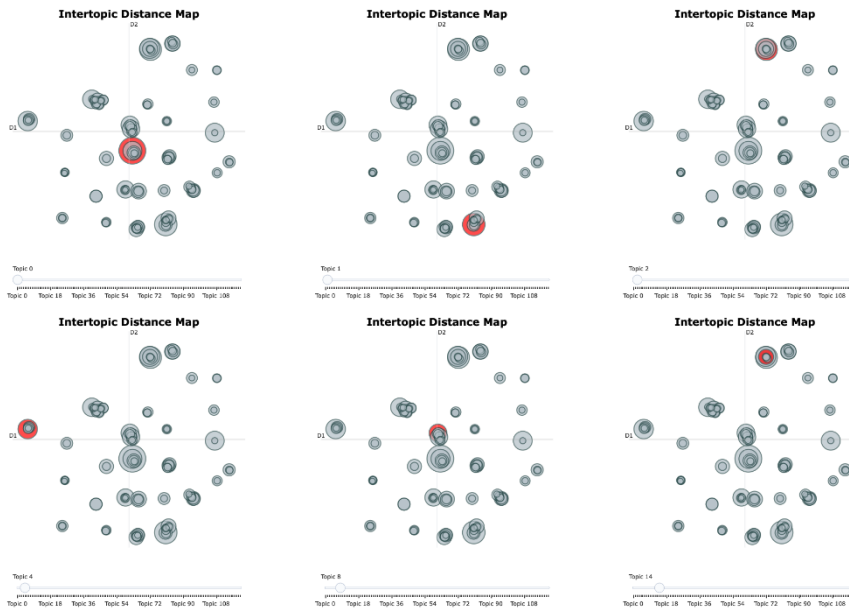 Intertopic Distance Map
D2
D1
Topic 0
Topic 0 Topic 18 Topic 36 Topic 54 Topic 72 Topic 90 Topic 108
Intertopic Distance Map
D2
D1
Topic 1
Topic 0 Topic 18 Topic 36 Topic 54 Topic 72 Topic 90 Topic 108
Intertopic Distance Map
D2
D1
Topic 2
Topic 0 Topic 18 Topic 36 Topic 54 Topic 72 Topic 90 Topic 108
Intertopic Distance Map
D2
D1
Topic 4
Topic 0 Topic 18 Topic 36 Topic 54 Topic 72 Topic 90 Topic 108
Intertopic Distance Map
D2
D1
Topic 8
Topic 0 Topic 18 Topic 36 Topic 54 Topic 72 Topic 90 Topic 108
Intertopic Distance Map
D2
D1
Topic 14
Topic 0 Topic 18 Topic 36 Topic 54 Topic 72 Topic 90 Topic 108